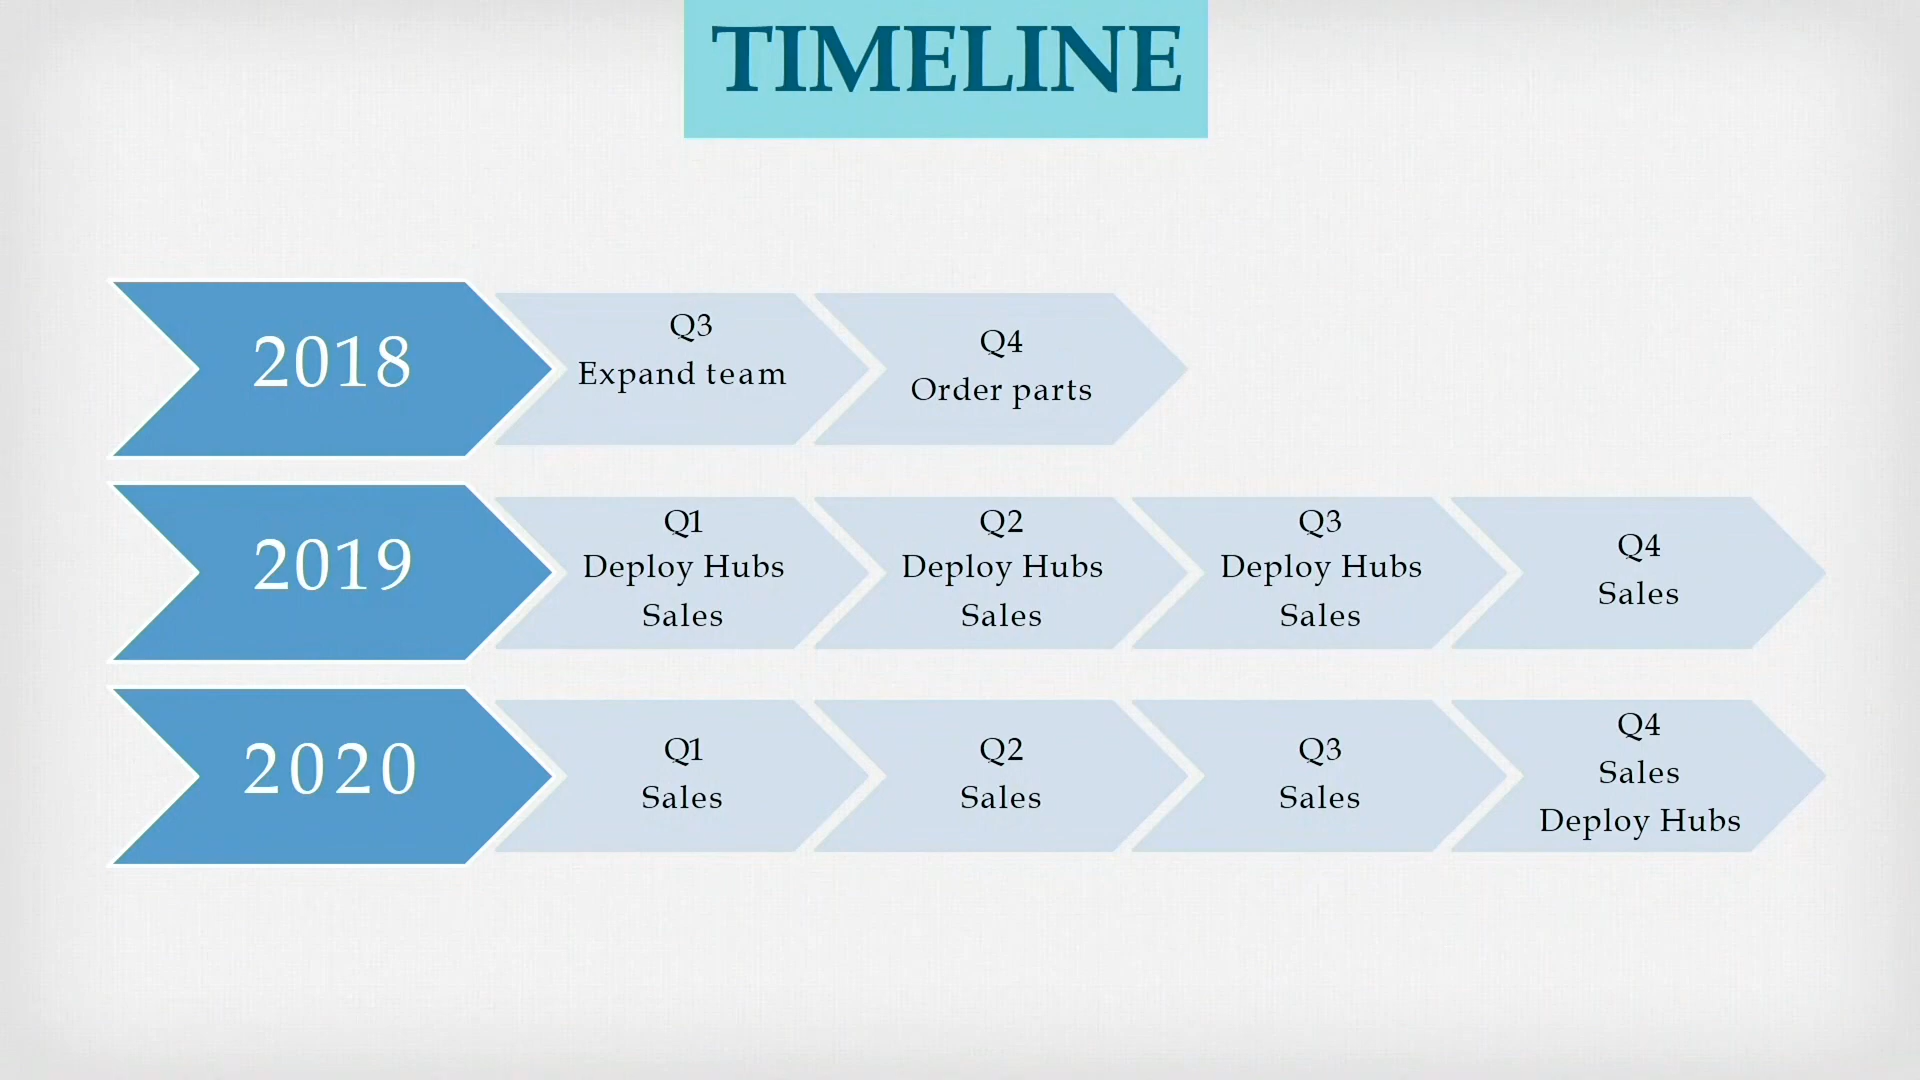 TIMELINE
2018
Q3
Expand team
Q4
Order parts
2019
Q1
Deploy Hubs
Sales
Q2
Deploy Hubs
Sales
Q3
Deploy Hubs
Sales
Q4
Sales
2020
Q1
Sales
Q2
Sales
Q3
Sales
Q4
Sales
Deploy Hubs